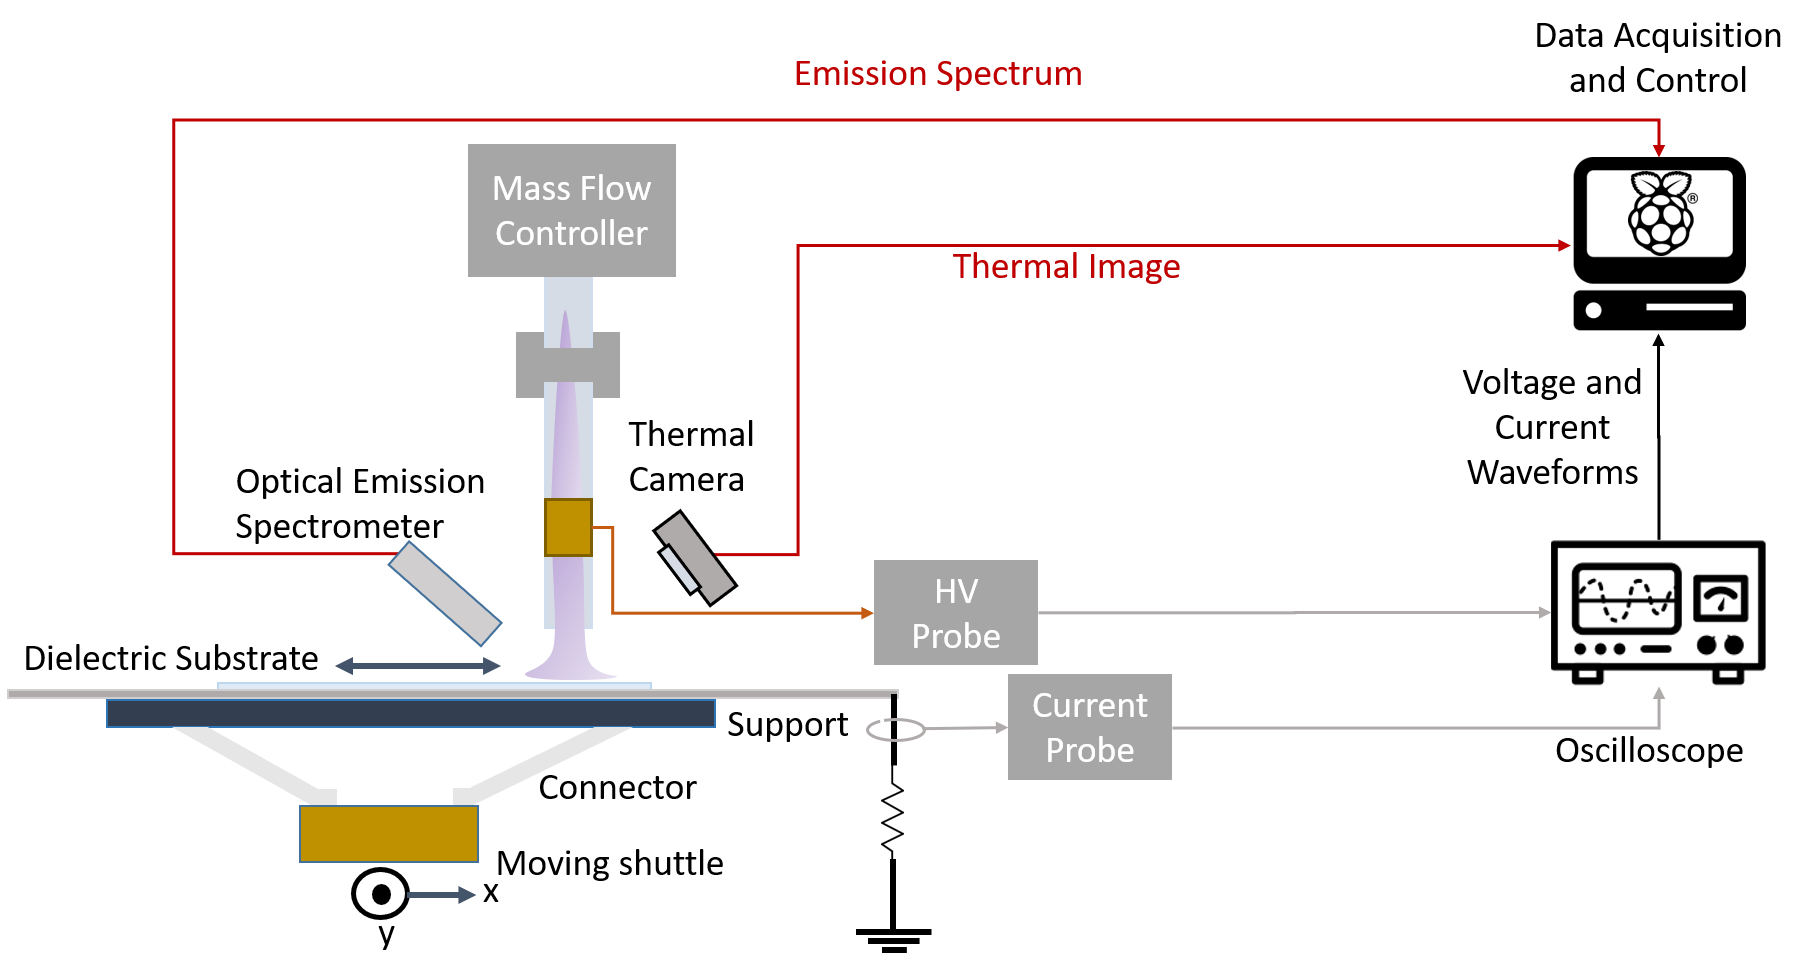 Data Acquisition
and Control
Emission Spectrum
Mass Flow
Controller
®
Thermal Image
Voltage and
Current
Waveforms
Thermal
Camera
Optical Emission
Spectrometer
HV
Probe
Dielectric Substrate
Support
Current
Probe
Oscilloscope
Connector
Moving shuttle
x
y